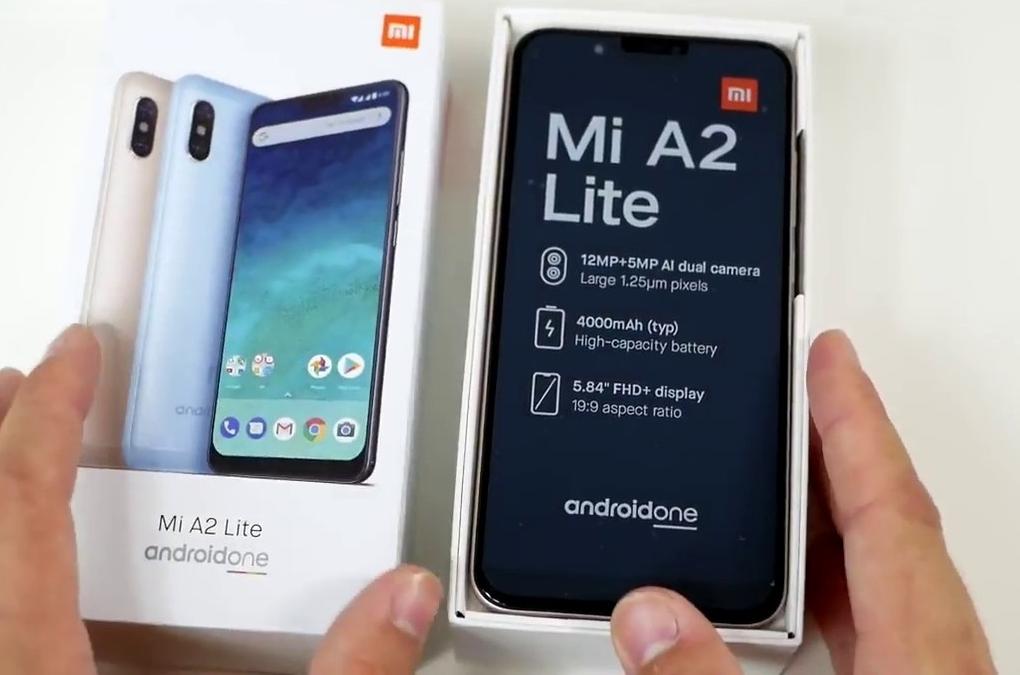 mi
Mi A2 Lite
androidone
mi
Mi A2
Lite
12MP+5MP AI dual camera
Large 1.25µm pixels
4000mAh (typ)
High-capacity battery
5.84" FHD+ display
19:9 aspect ratio
androidone